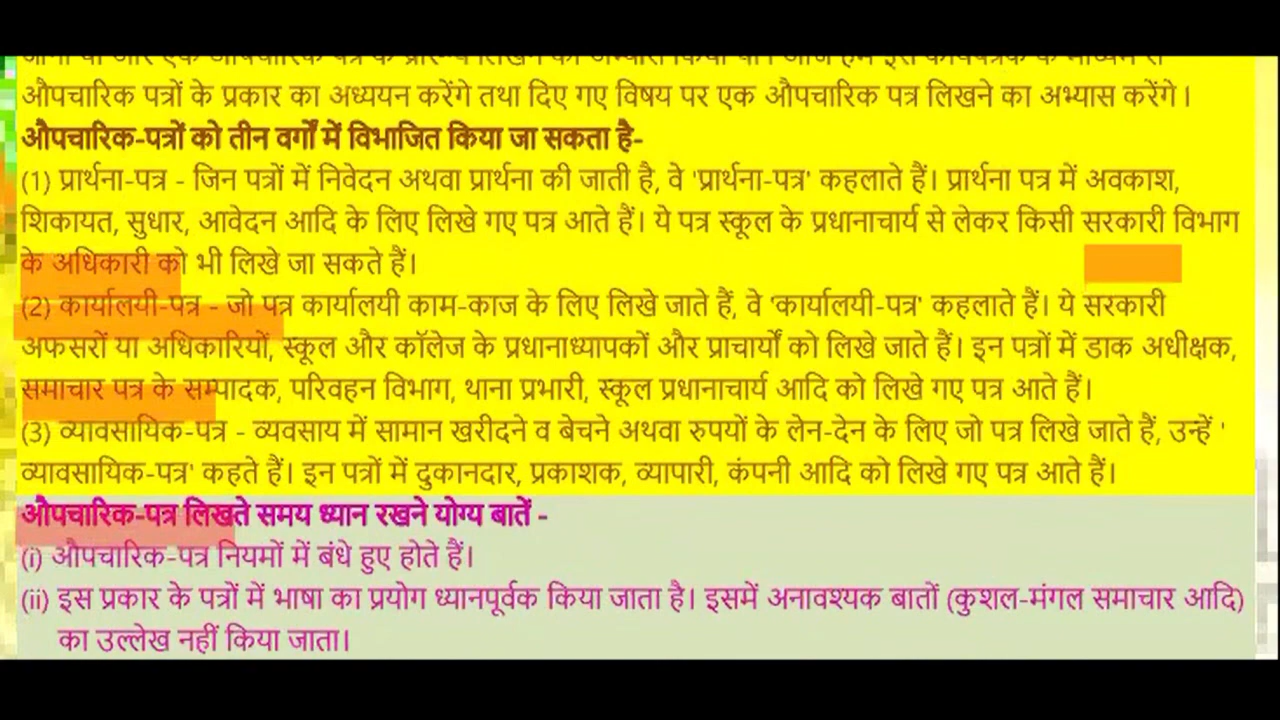 औपचारिक पत्रों के प्रकार का अध्ययन करेंगे तथा दिए गए विषय पर एक औपचारिक पत्र लिखने का अभ्यास करेंगे ।
औपचारिक-पत्रों को तीन वर्गों में विभाजित किया जा सकता है-
(1) प्रार्थना-पत्र - जिन पत्रों में निवेदन अथवा प्रार्थना की जाती है, वे 'प्रार्थना-पत्र' कहलाते हैं। प्रार्थना पत्र में अवकाश,
शिकायत, सुधार, आवेदन आदि के लिए लिखे गए पत्र आते हैं। ये पत्र स्कूल के प्रधानाचार्य से लेकर किसी सरकारी विभाग
के अधिकारी को भी लिखे जा सकते हैं।
(2) कार्यालयी-पत्र - जो पत्र कार्यालयी काम-काज के लिए लिखे जाते हैं, वे 'कार्यालयी-पत्र' कहलाते हैं। ये सरकारी
अफसरों या अधिकारियों, स्कूल और कॉलेज के प्रधानाध्यापकों और प्राचार्यों को लिखे जाते हैं। इन पत्रों में डाक अधीक्षक,
समाचार पत्र के सम्पादक, परिवहन विभाग, थाना प्रभारी, स्कूल प्रधानाचार्य आदि को लिखे गए पत्र आते हैं।
(3) व्यावसायिक-पत्र - व्यवसाय में सामान खरीदने व बेचने अथवा रुपयों के लेन-देन के लिए जो पत्र लिखे जाते हैं, उन्हें '
व्यावसायिक-पत्र' कहते हैं। इन पत्रों में दुकानदार, प्रकाशक, व्यापारी, कंपनी आदि को लिखे गए पत्र आते हैं।
औपचारिक-पत्र लिखते समय ध्यान रखने योग्य बातें -
(i) औपचारिक-पत्र नियमों में बंधे हुए होते हैं।
(ii) इस प्रकार के पत्रों में भाषा का प्रयोग ध्यानपूर्वक किया जाता है। इसमें अनावश्यक बातों (कुशल-मंगल समाचार आदि)
का उल्लेख नहीं किया जाता।